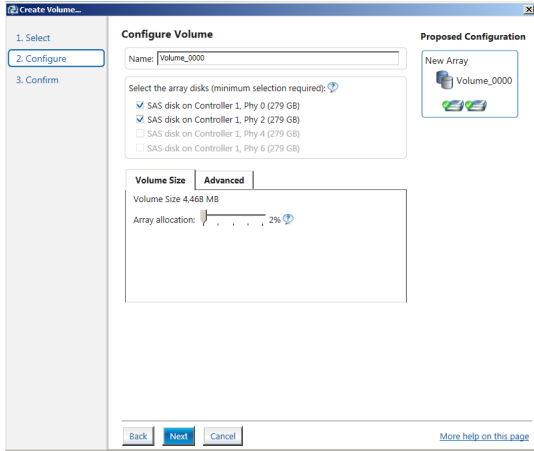 Create Volume...
1. Select
2. Configure
3. Confirm
Configure Volume
Name: Volume_0000
Select the array disks (minimum selection required):
SAS disk on Controller 1, Phy 0 (279 GB)
SAS disk on Controller 1, Phy 2 (279 GB)
SAS disk on Controller 1, Phy 4 (279 GB)
SAS disk on Controller 1, Phy 6 (279 GB)
Volume Size Advanced
Volume Size 4,468 MB
Array allocation: 2%
Back Next Cancel
Proposed Configuration
New Array
Volume_0000
More help on this page